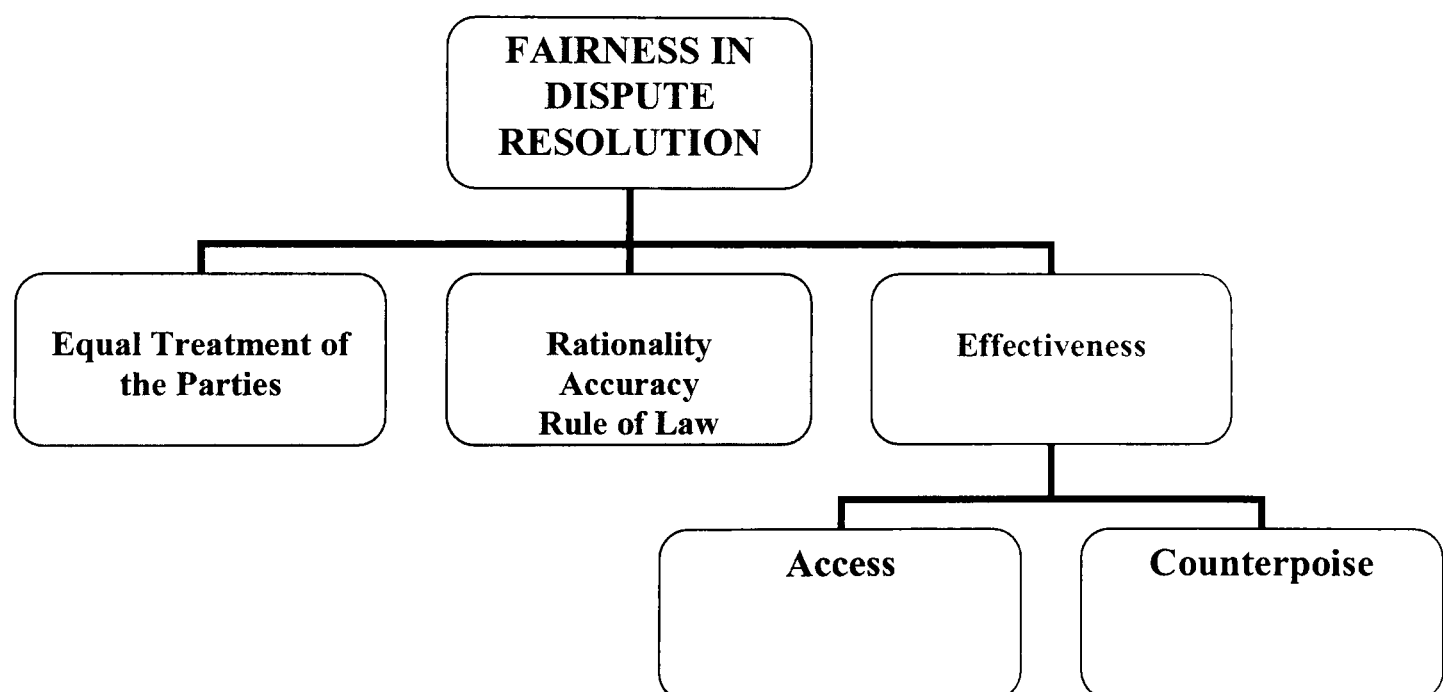 FAIRNESS IN
DISPUTE
RESOLUTION
Equal Treatment of
the Parties
Rationality
Accuracy
Rule of Law
Effectiveness
Access
Counterpoise